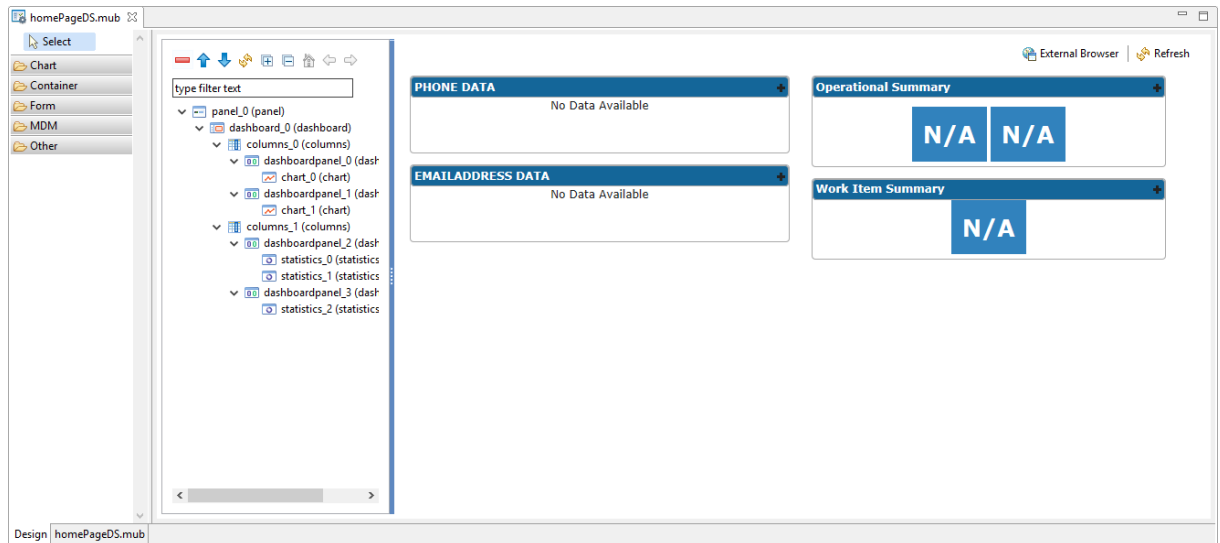 homePageDS.mub
Select
Chart
Container
Form
MDM
Other
type filter text
panel_0 (panel)
dashboard_0 (dashboard)
columns_0 (columns)
dashboardpanel_0 (dash
chart_0 (chart)
dashboardpanel_1 (dash
chart_1 (chart)
columns_1 (columns)
dashboardpanel_2 (dash
statistics_0 (statistics
statistics_1 (statistics
dashboardpanel_3 (dash
statistics_2 (statistics
External Browser
Refresh
PHONE DATA
No Data Available
EMAILADDRESS DATA
No Data Available
Operational Summary
N/A N/A
Work Item Summary
N/A
Design homePageDS.mub